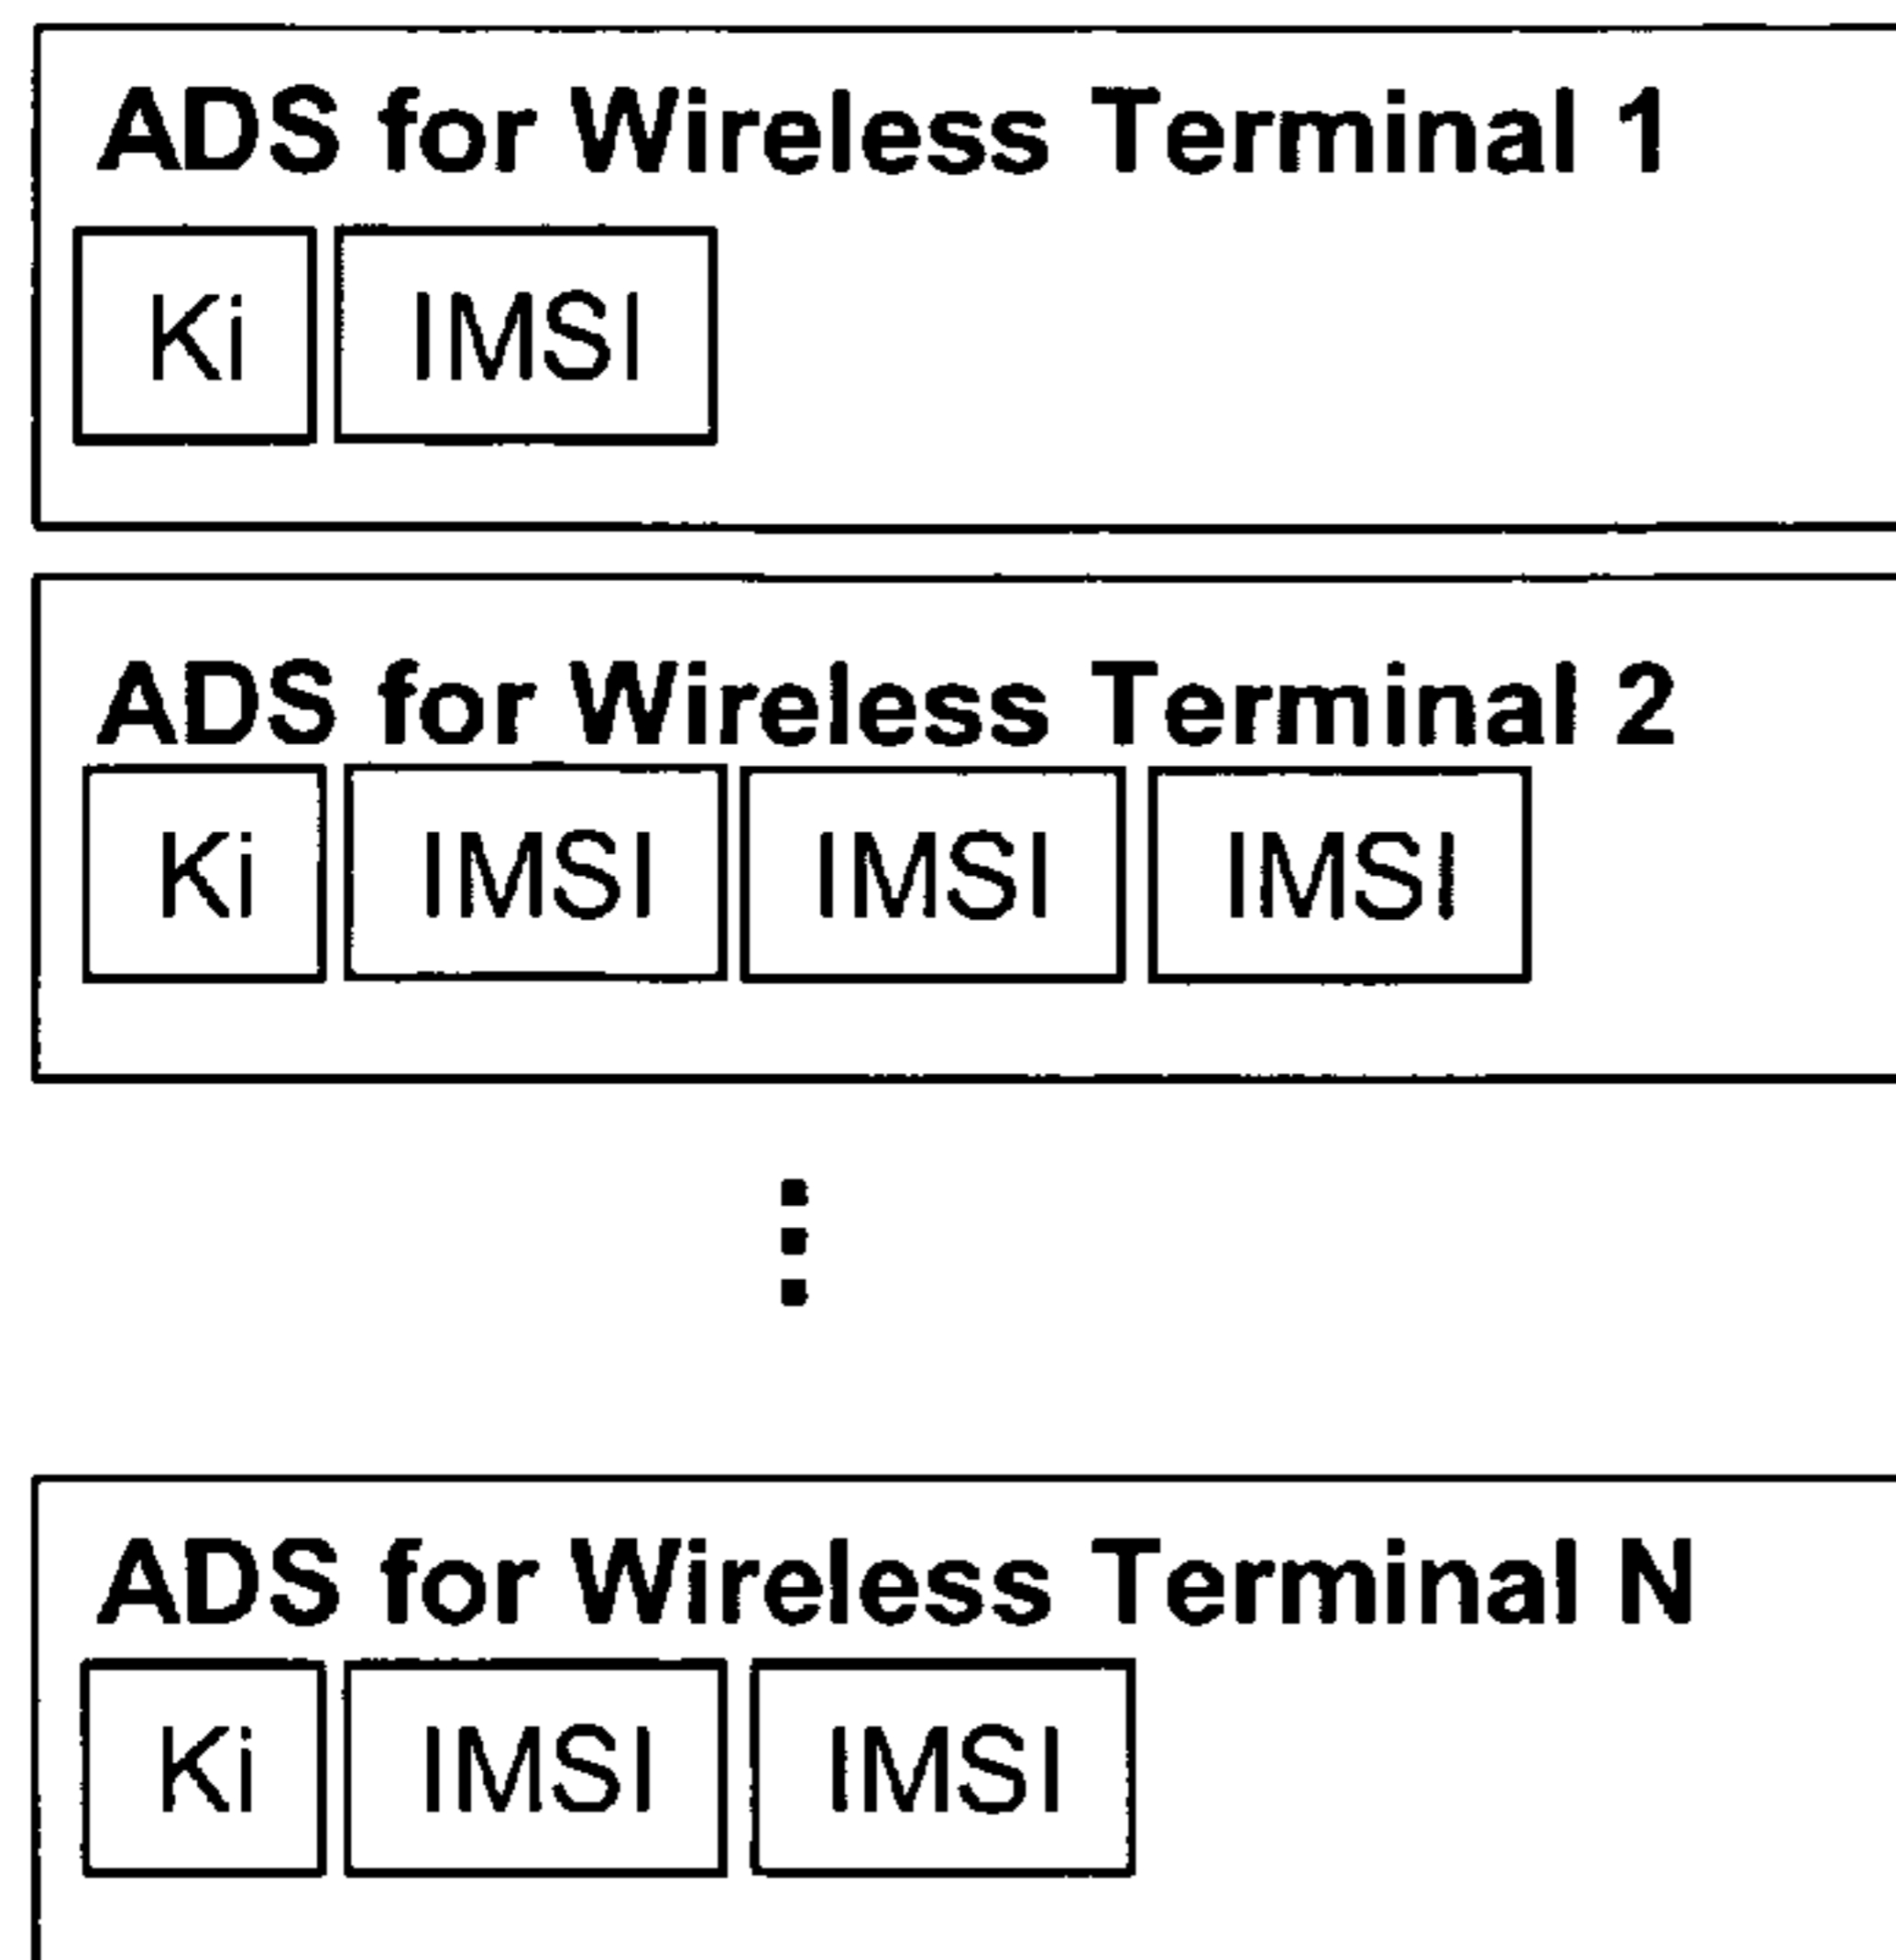 ADS for Wireless Terminal 1
Ki IMSI
ADS for Wireless Terminal 2
Ki IMSI IMSI IMSI
ADS for Wireless Terminal N
Ki IMSI IMSI